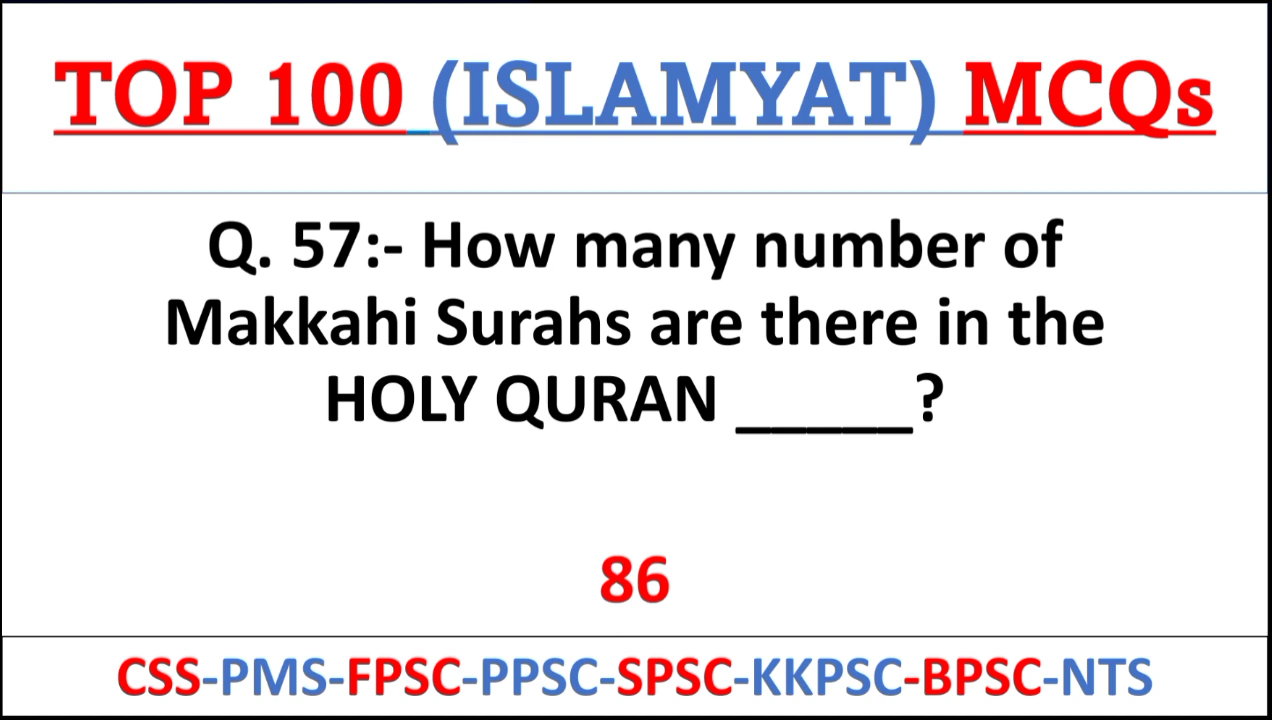 TOP 100 (ISLAMYAT) MCQs
Q. 57:- How many number of
Makkahi Surahs are there in the
HOLY QURAN _____?
86
CSS-PMS-FPSC-PPSC-SPSC-KKPSC-BPSC-NTS